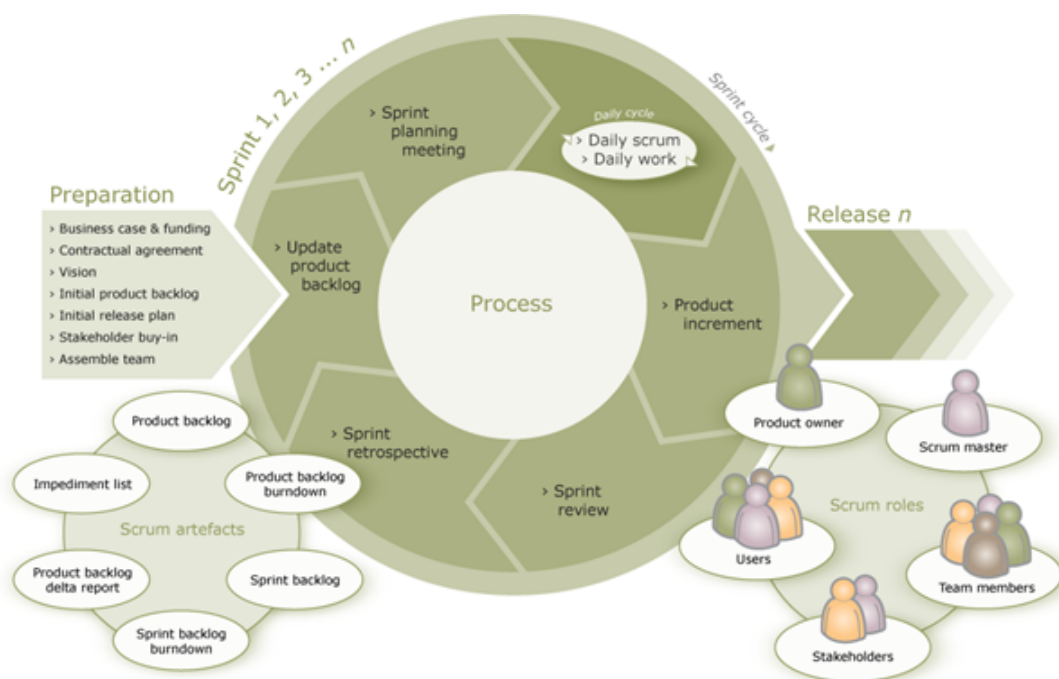 Sprint 1, 2, 3 ... n
Sprint cycle
Preparation
› Business case & funding
› Contractual agreement
› Vision
› Initial product backlog
› Initial release plan
› Stakeholder buy-in
› Assemble team
› Sprint
planning
meeting
Daily cycle
› Daily scrum
› Daily work
› Update
product
backlog
Process
› Product
increment
› Sprint
retrospective
› Sprint
review
Release n
Product backlog
Impediment list
Product backlog
burndown
Scrum artefacts
Product backlog
delta report
Sprint backlog
Sprint backlog
burndown
Product owner
Scrum master
Scrum roles
Users
Team members
Stakeholders